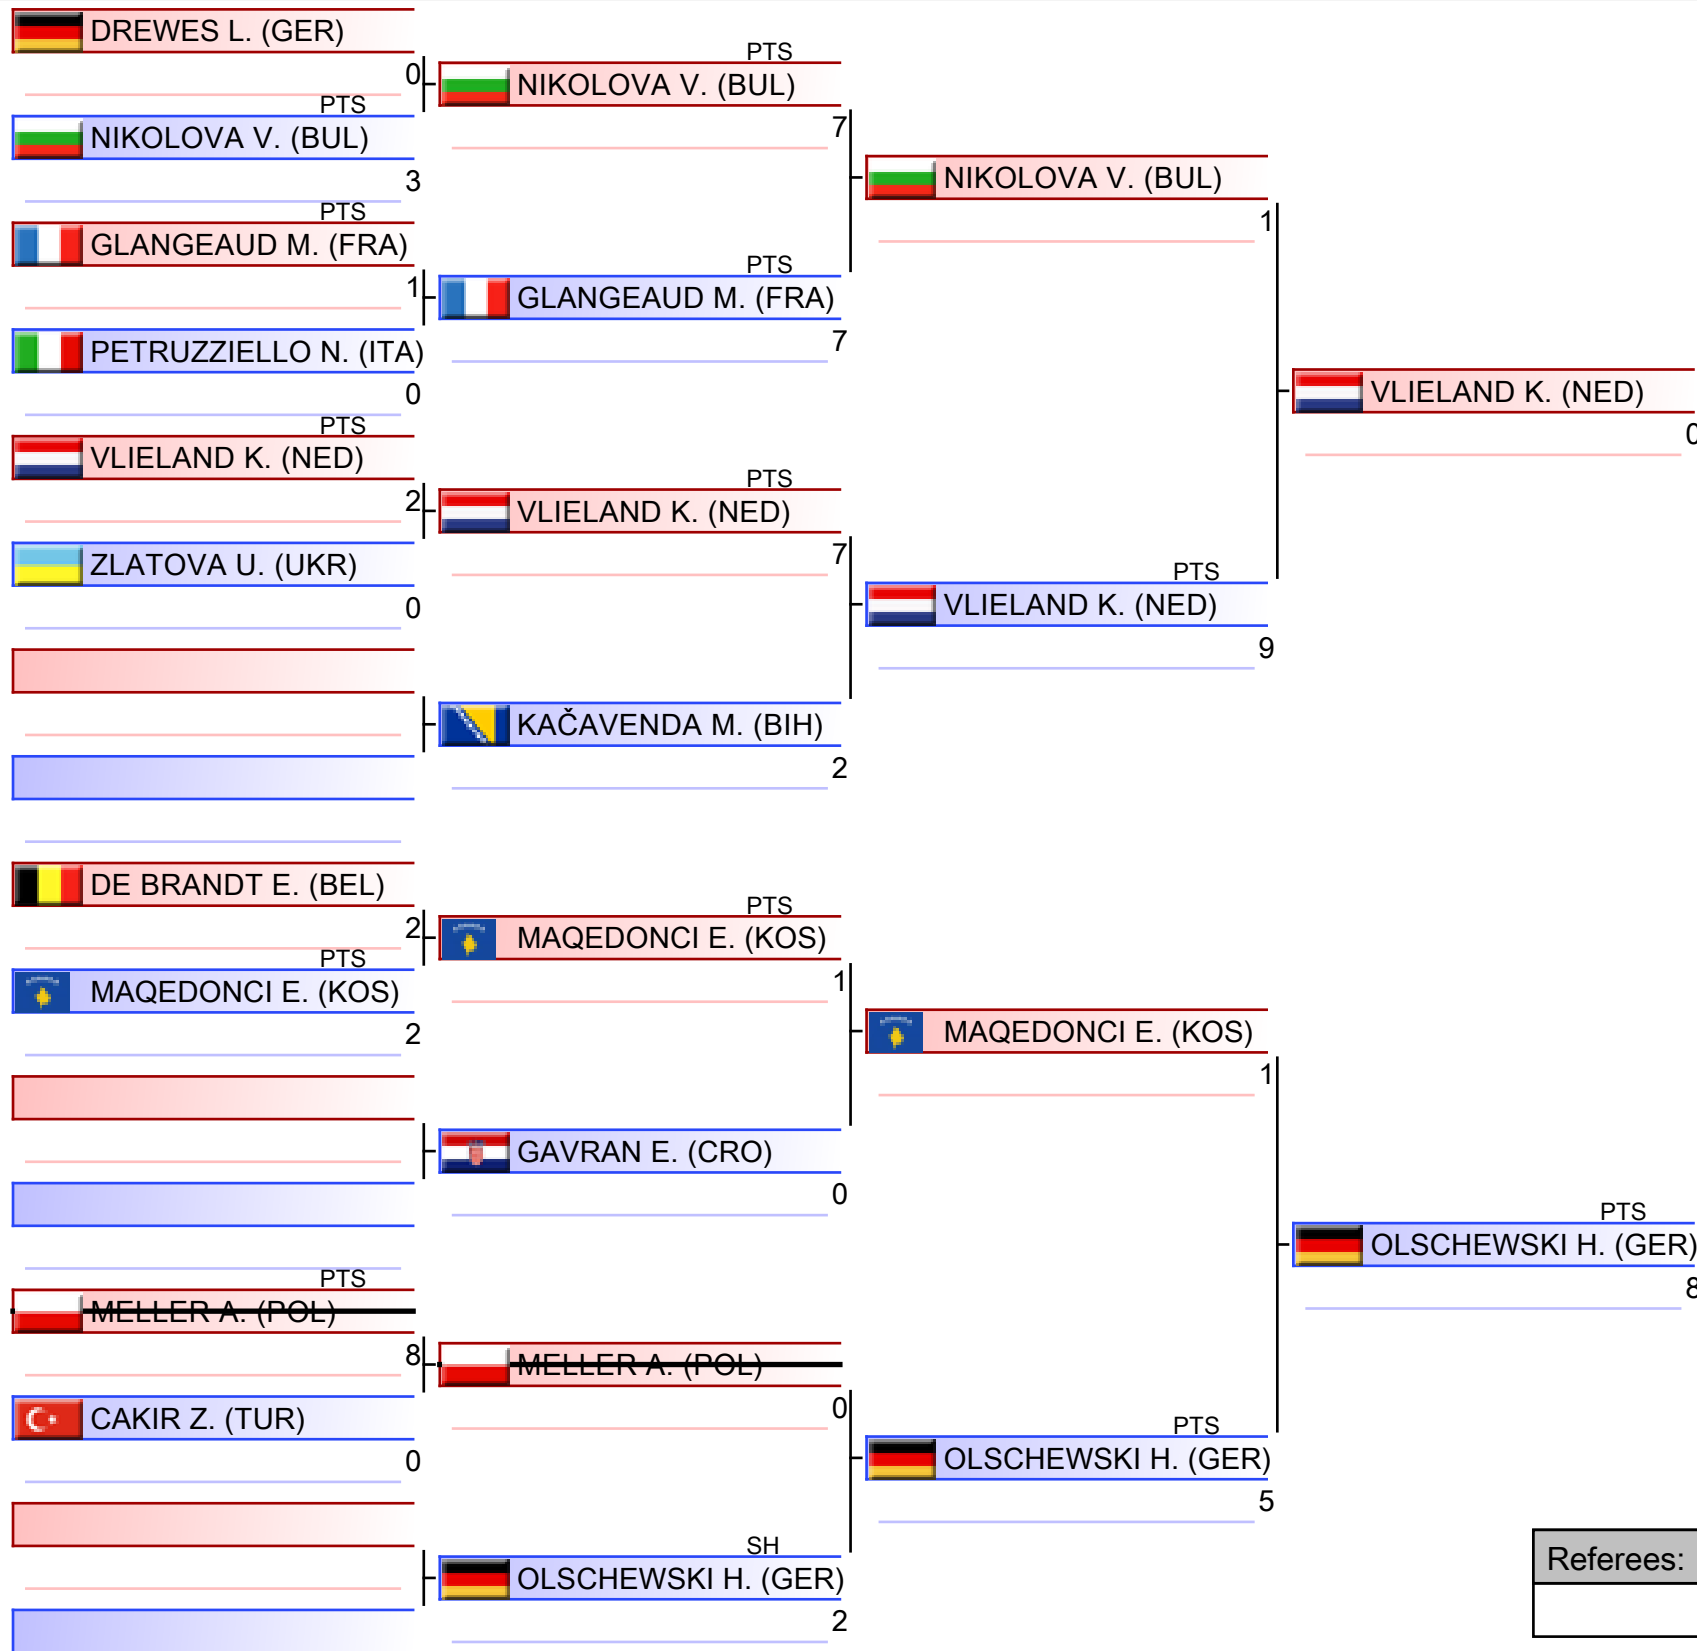 DREWES L. (GER)
0
PTS
NIKOLOVA V. (BUL)
3
PTS
GLANGEAUD M. (FRA)
1
PETRUZZIELLO N. (ITA)
0
PTS
VLIELAND K. (NED)
2
ZLATOVA U. (UKR)
0
DE BRANDT E. (BEL)
2
PTS
MAQEDONCI E. (KOS)
2
PTS
MELLER A. (POL)
8
CAKIR Z. (TUR)
0
PTS
NIKOLOVA V. (BUL)
7
PTS
GLANGEAUD M. (FRA)
7
PTS
VLIELAND K. (NED)
7
KAČAVENDA M. (BIH)
2
PTS
MAQEDONCI E. (KOS)
1
GAVRAN E. (CRO)
0
MELLER A. (POL)
0
SH
OLSCHEWSKI H. (GER)
2
NIKOLOVA V. (BUL)
1
PTS
VLIELAND K. (NED)
9
MAQEDONCI E. (KOS)
1
PTS
OLSCHEWSKI H. (GER)
5
VLIELAND K. (NED)
0
PTS
OLSCHEWSKI H. (GER)
8
Referees: